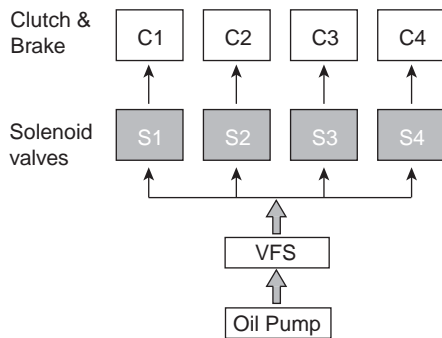 Clutch &
Brake
C1 C2 C3 C4
Solenoid
valves
S1 S2 S3 S4
VFS
Oil Pump